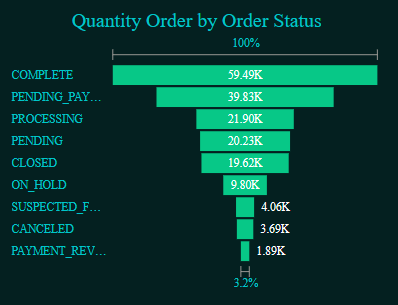 Quantity Order by Order Status
100%
COMPLETE 59.49K
PENDING_PAY... 39.83K
PROCESSING 21.90K
PENDING 20.23K
CLOSED 19.62K
ON_HOLD 9.80K
SUSPECTED_F... 4.06K
CANCELED 3.69K
PAYMENT_REV... 1.89K
3.2%